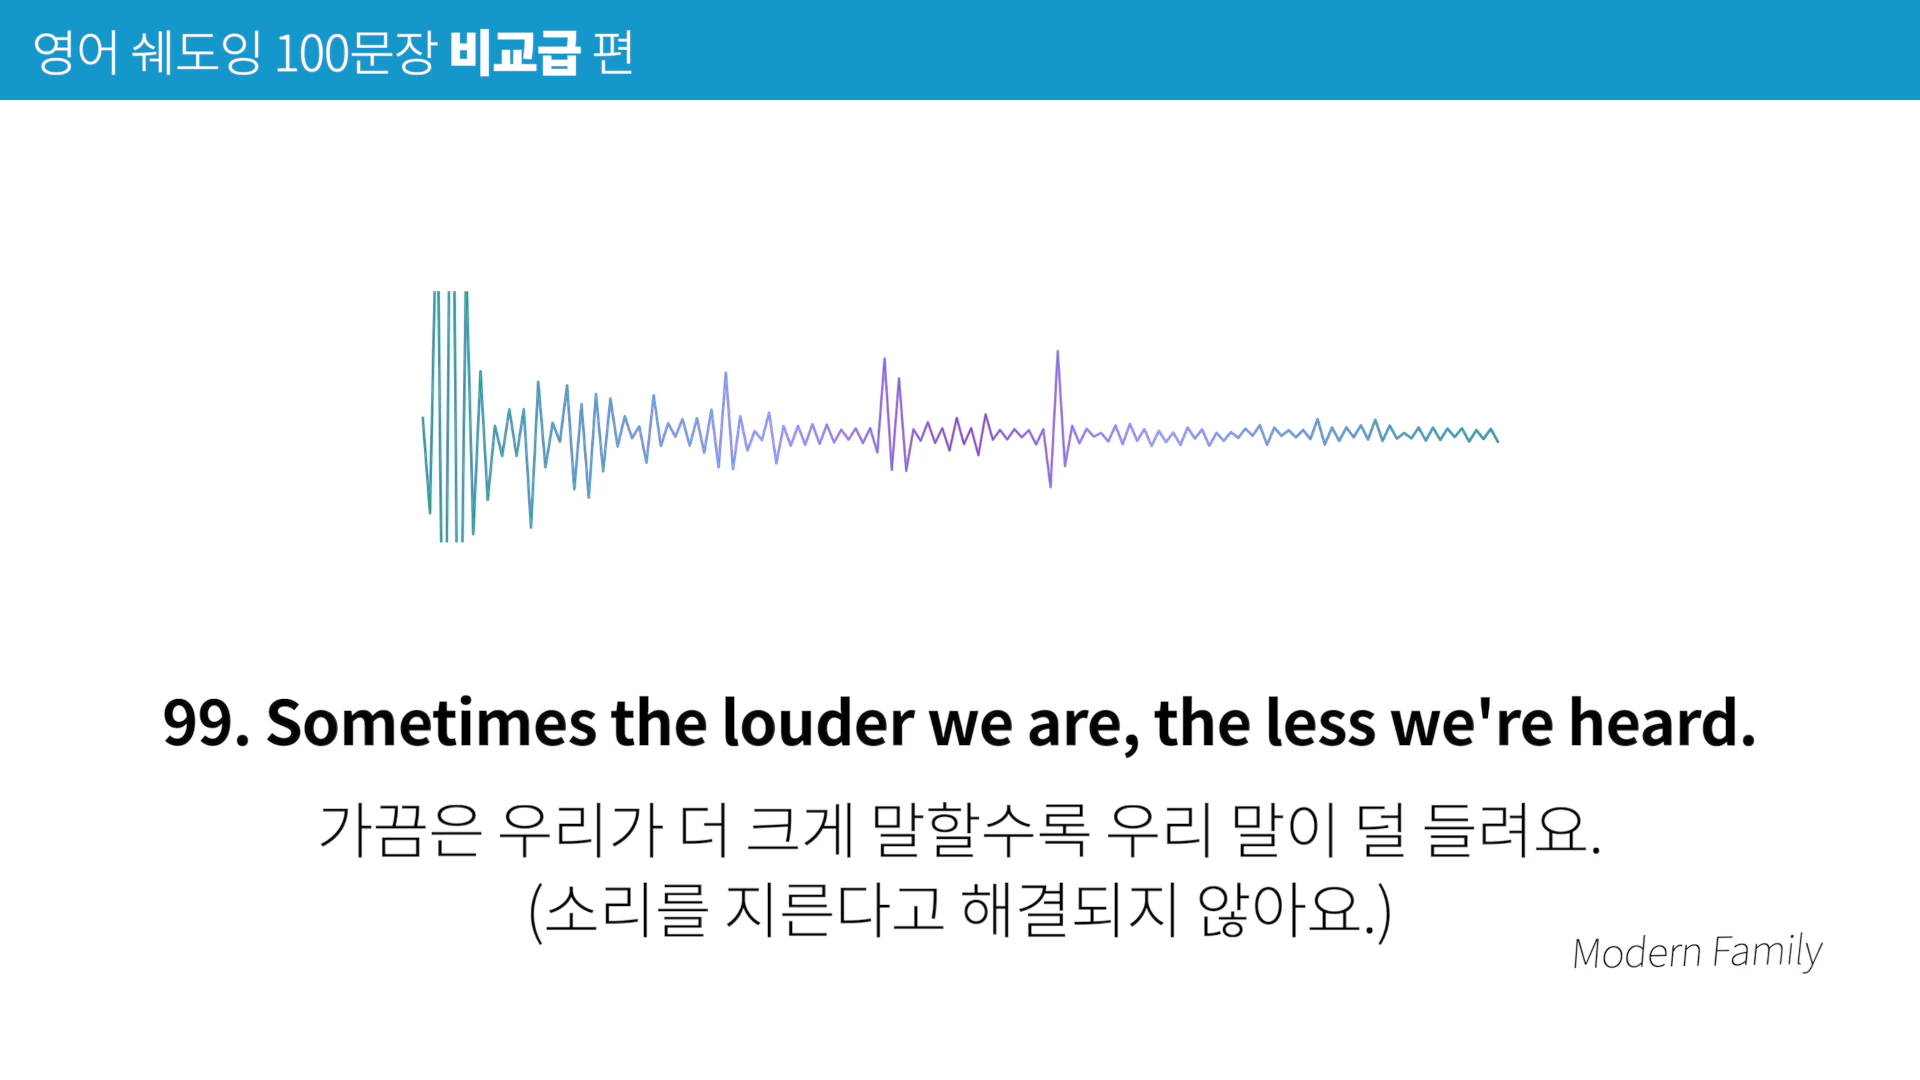 영어 쉐도잉 100문장 비교급 편
99. Sometimes the louder we are, the less we're heard.
가끔은 우리가 더 크게 말할수록 우리 말이 덜 들려요.
(소리를 지른다고 해결되지 않아요.)
Modern Family